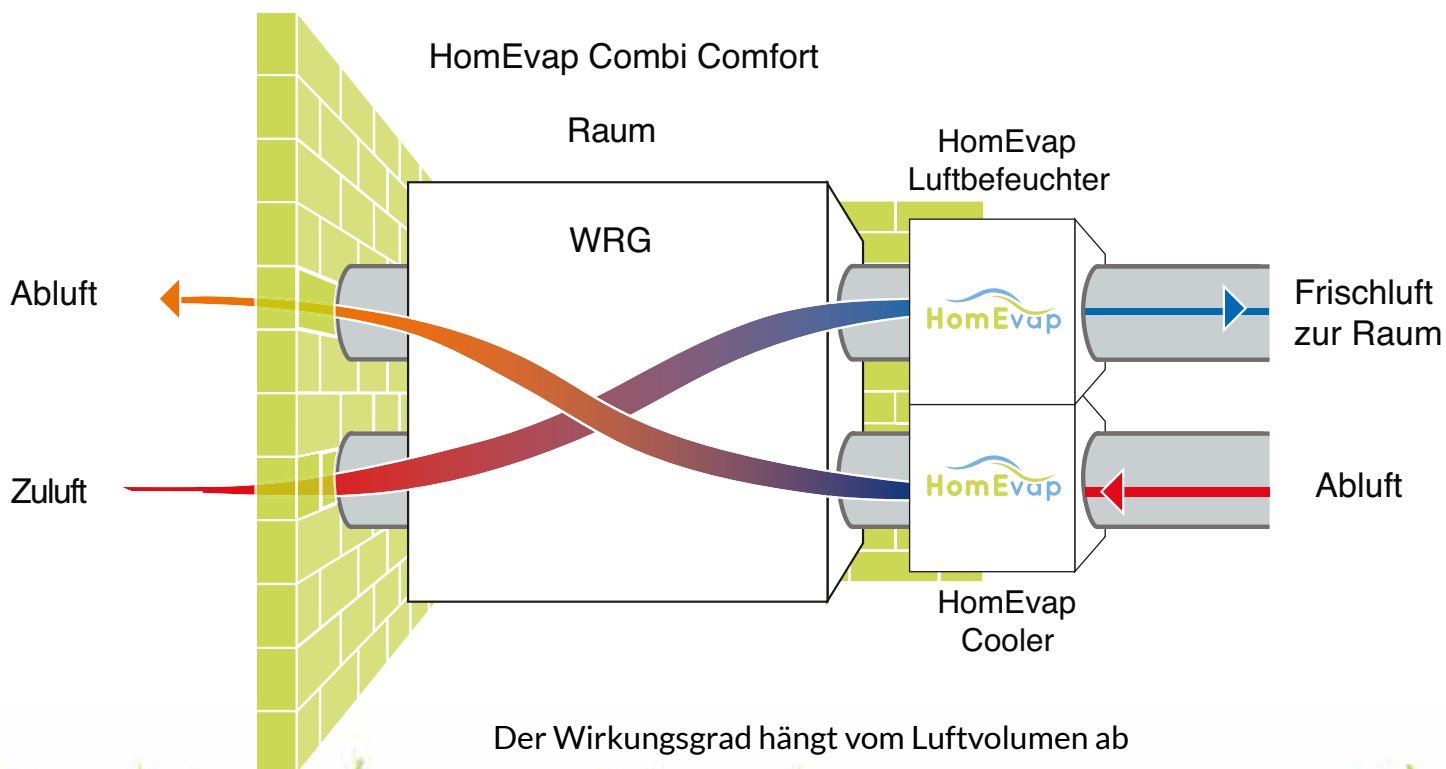 HomEvap Combi Comfort
Raum
HomEvap
Luftbefeuchter
WRG
Abluft
HomEvap
Frischluft
zur Raum
Zuluft
HomEvap
Abluft
HomEvap
Cooler
Der Wirkungsgrad hängt vom Luftvolumen ab